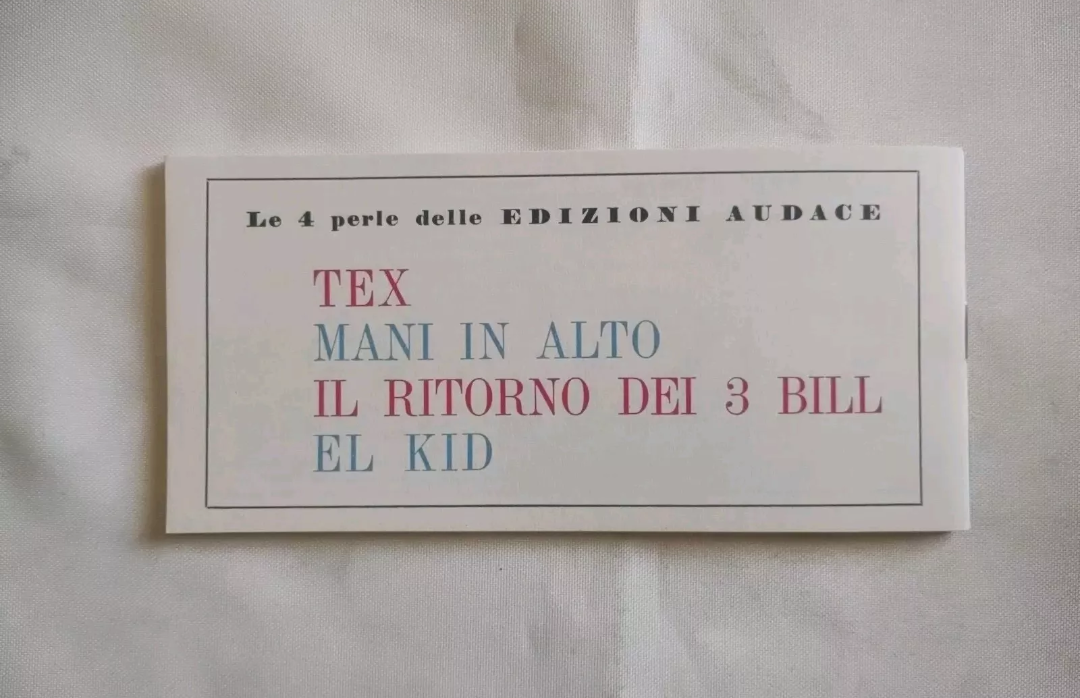 Le 4 perle delle EDIZIONI AUDACE
TEX
MANI IN ALTO
IL RITORNO DEI 3 BILL
EL KID